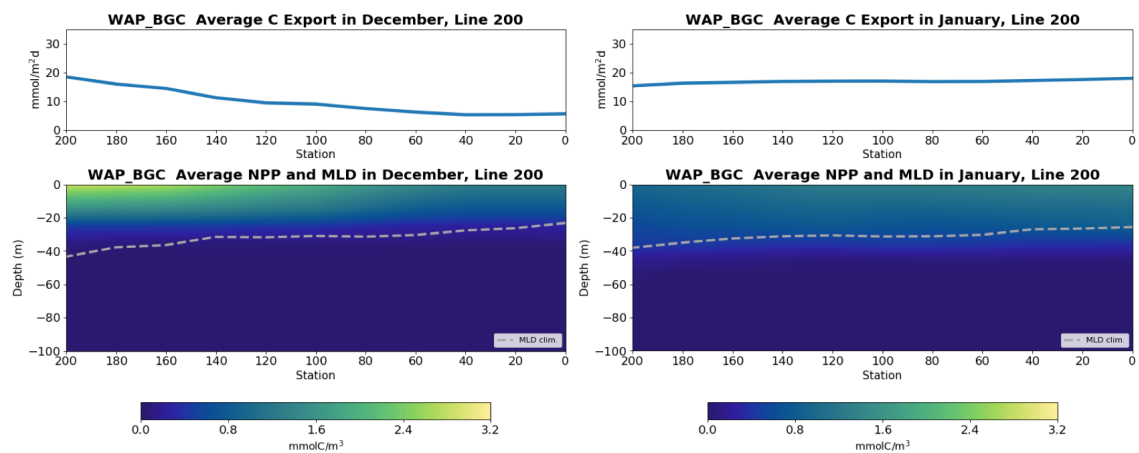 WAP_BGC  Average C Export in December, Line 200
mmol/m²d
30
20
10
0
200 180 160 140 120 100 80 60 40 20 0
Station
WAP_BGC  Average NPP and MLD in December, Line 200
Depth (m)
0
−20
−40
−60
−80
−100
MLD clim.
200 180 160 140 120 100 80 60 40 20 0
Station
0.0 0.8 1.6 2.4 3.2
mmolC/m³
WAP_BGC  Average C Export in January, Line 200
mmol/m²d
30
20
10
0
200 180 160 140 120 100 80 60 40 20 0
Station
WAP_BGC  Average NPP and MLD in January, Line 200
Depth (m)
0
−20
−40
−60
−80
−100
MLD clim.
200 180 160 140 120 100 80 60 40 20 0
Station
0.0 0.8 1.6 2.4 3.2
mmolC/m³